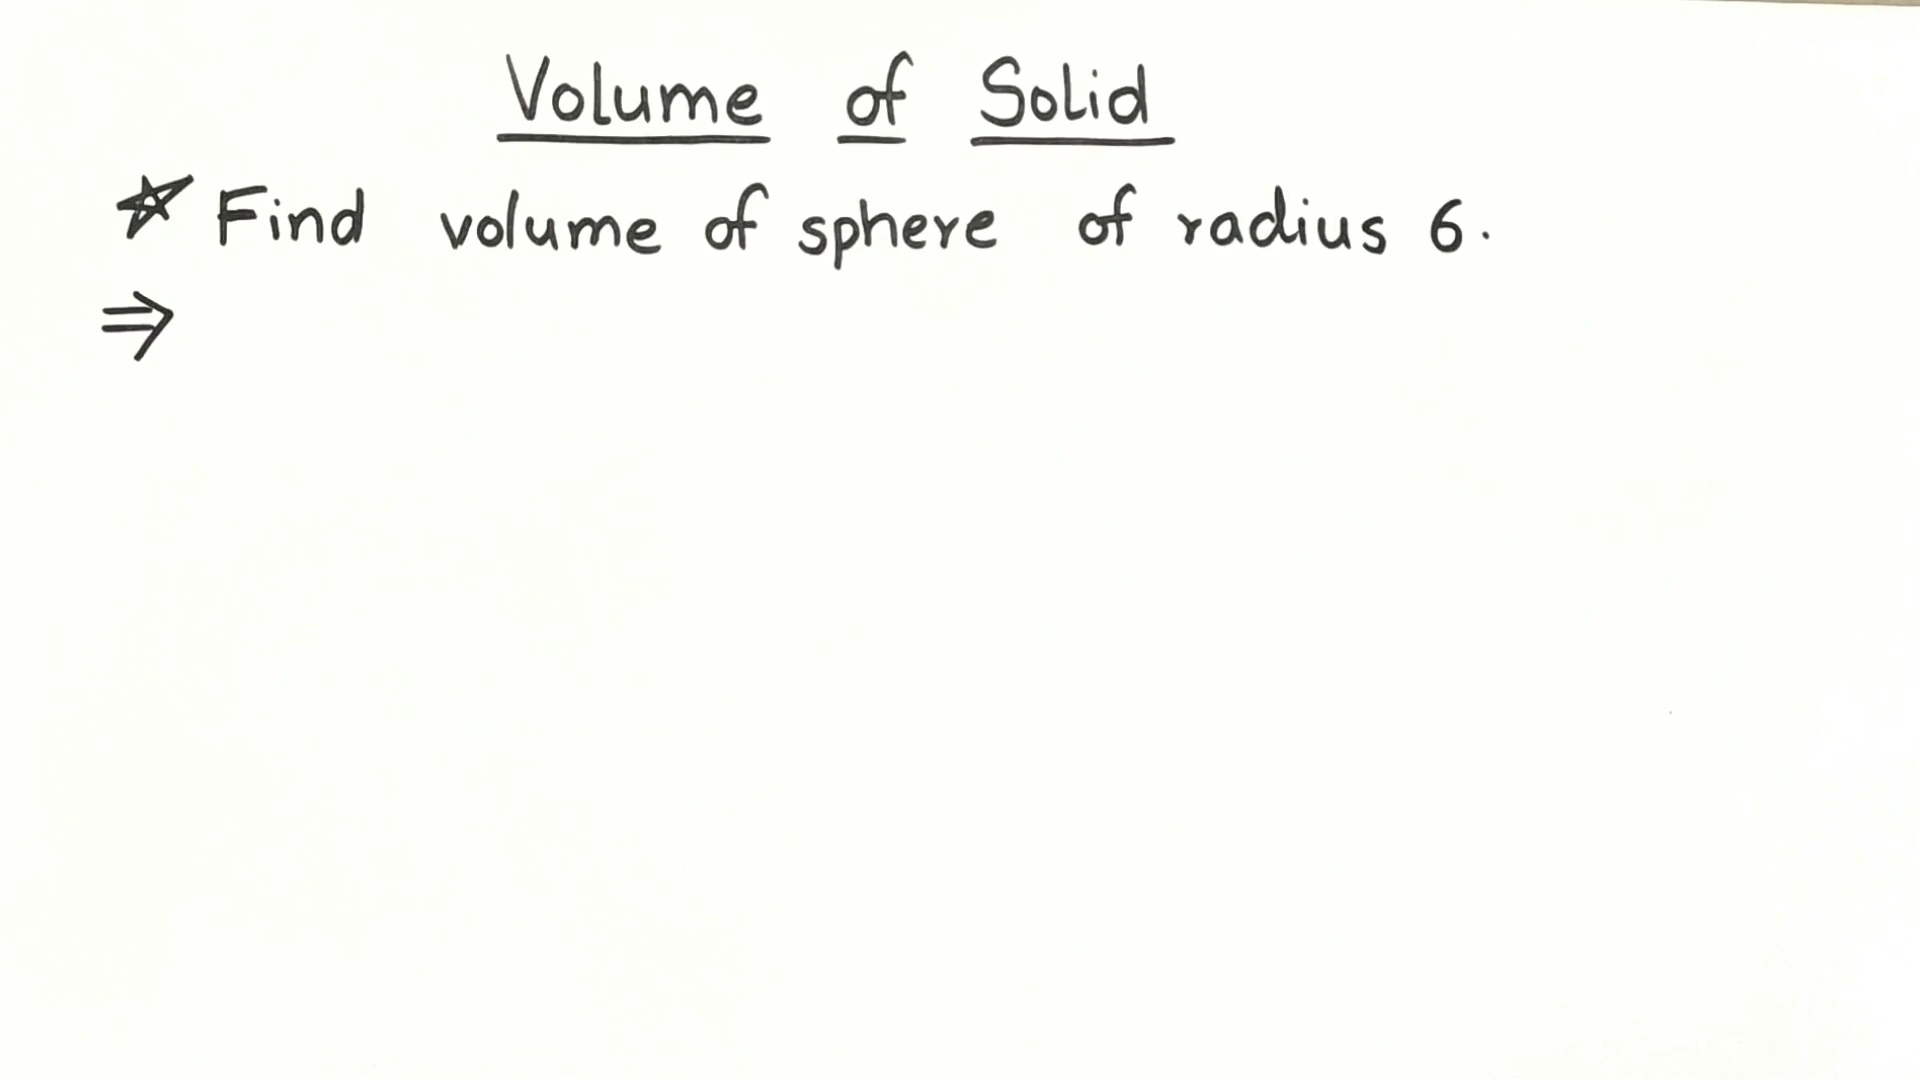 Volume of Solid
☆ Find volume of sphere of radius 6.
⇒